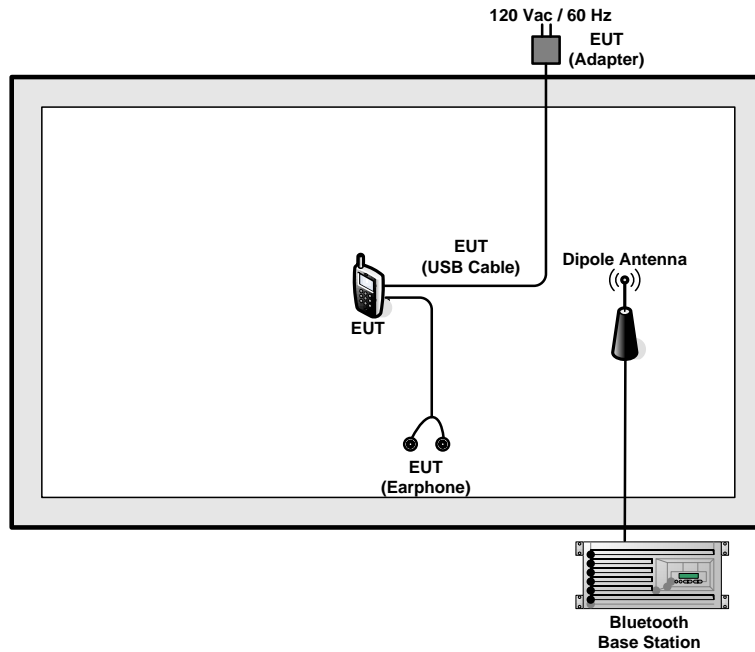 120 Vac / 60 Hz
EUT
(Adapter)
EUT
(USB Cable)
Dipole Antenna
EUT
EUT
(Earphone)
Bluetooth
Base Station